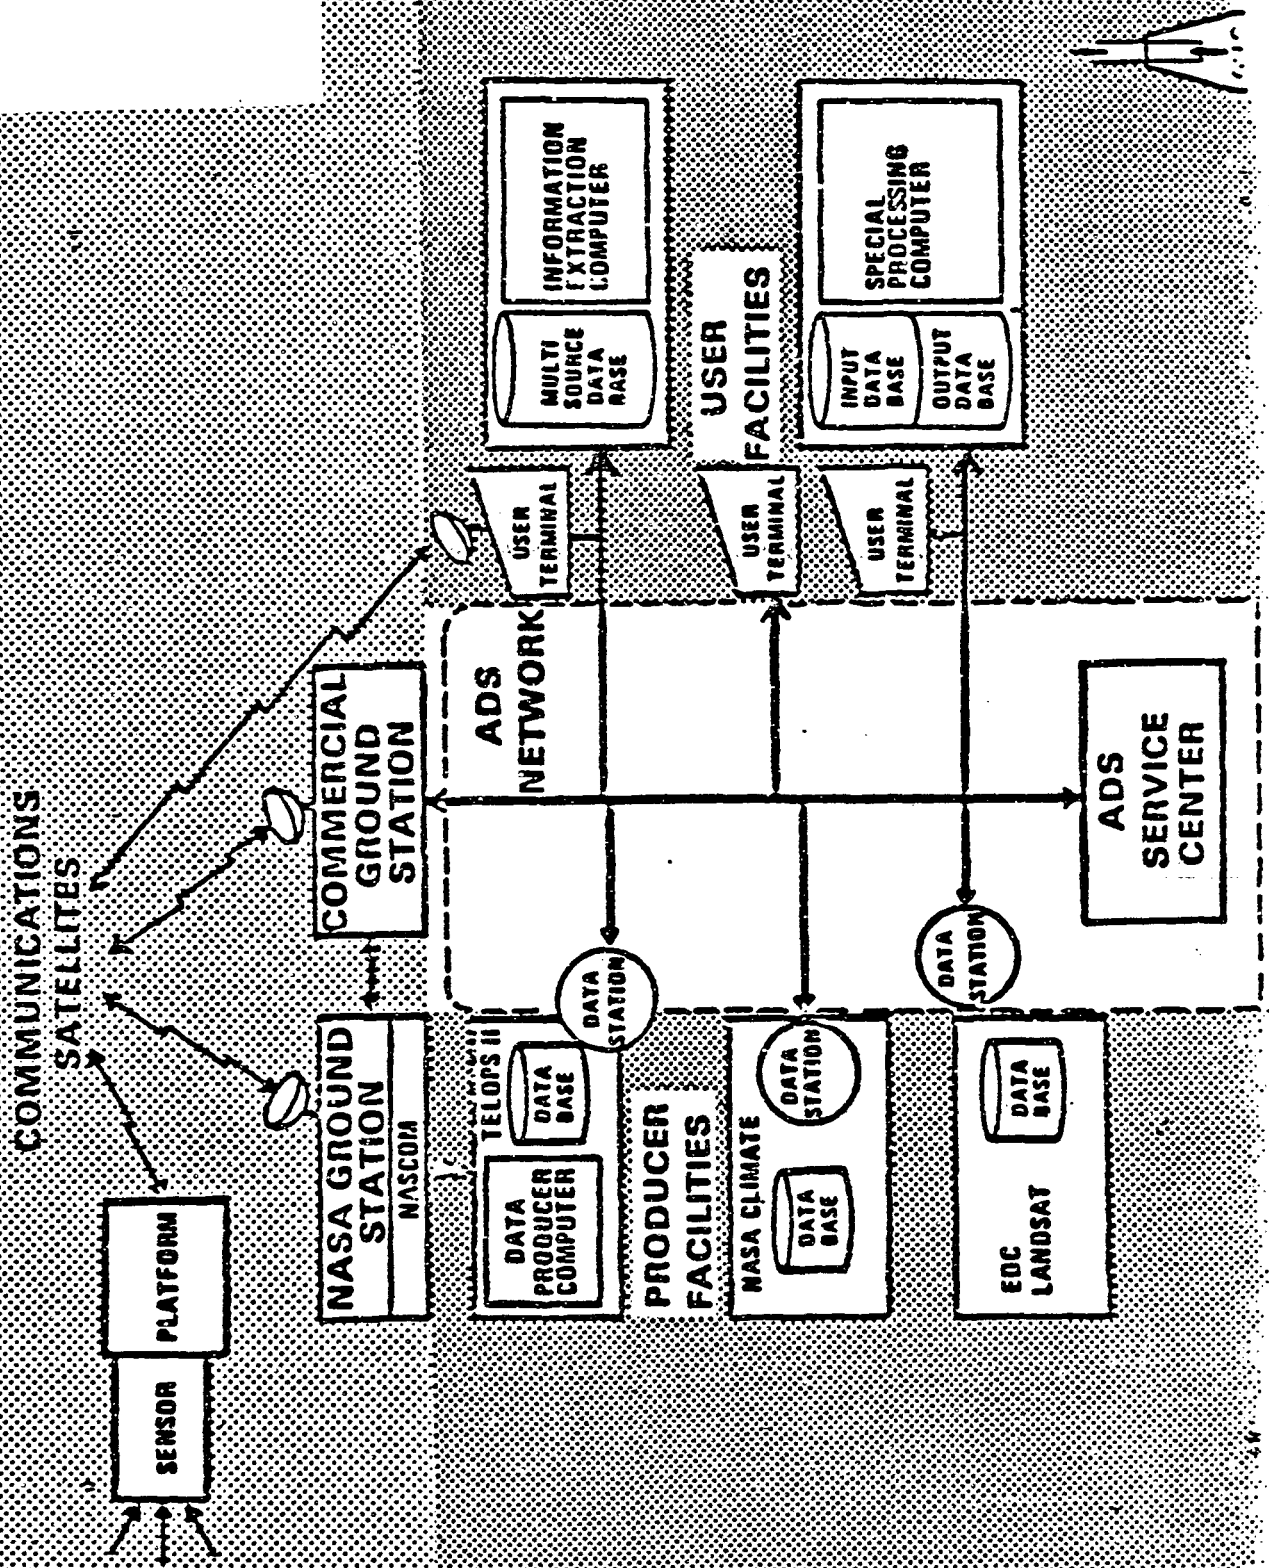 COMMUNICATIONS
SATELLITES
SENSOR
PLATFORM
NASA GROUND
STATION
NASCOM
COMMERCIAL
GROUND
STATION
TELOPS II
DATA
PRODUCER
COMPUTER
DATA
BASE
DATA
STATION
ADS
NETWORK
USER
TERMINAL
MULTI
SOURCE
DATA
BASE
INFORMATION
EXTRACTION
COMPUTER
PRODUCER
FACILITIES
USER
FACILITIES
NASA CLIMATE
DATA
BASE
DATA
STATION
USER
TERMINAL
USER
TERMINAL
INPUT
DATA
BASE
OUTPUT
DATA
BASE
SPECIAL
PROCESSING
COMPUTER
EDC
LANDSAT
DATA
BASE
DATA
STATION
ADS
SERVICE
CENTER